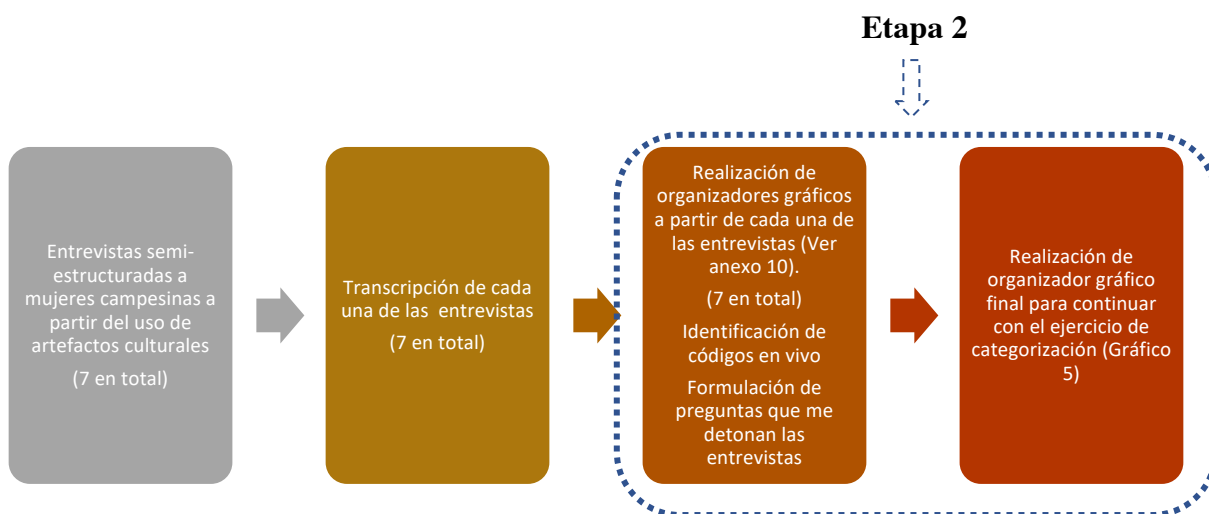 Etapa 2
Entrevistas semi-
estructuradas a
mujeres campesinas a
partir del uso de
artefactos culturales
(7 en total)
Transcripción de cada
una de las entrevistas
(7 en total)
Realización de
organizadores gráficos
a partir de cada una de
las entrevistas (Ver
anexo 10).
(7 en total)
Identificación de
códigos en vivo
Formulación de
preguntas que me
detonan las
entrevistas
Realización de
organizador gráfico
final para continuar
con el ejercicio de
categorización (Gráfico
5)